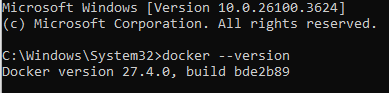 Microsoft Windows [Version 10.0.26100.3624]
(c) Microsoft Corporation. All rights reserved.
C:\Windows\System32>docker --version
Docker version 27.4.0, build bde2b89